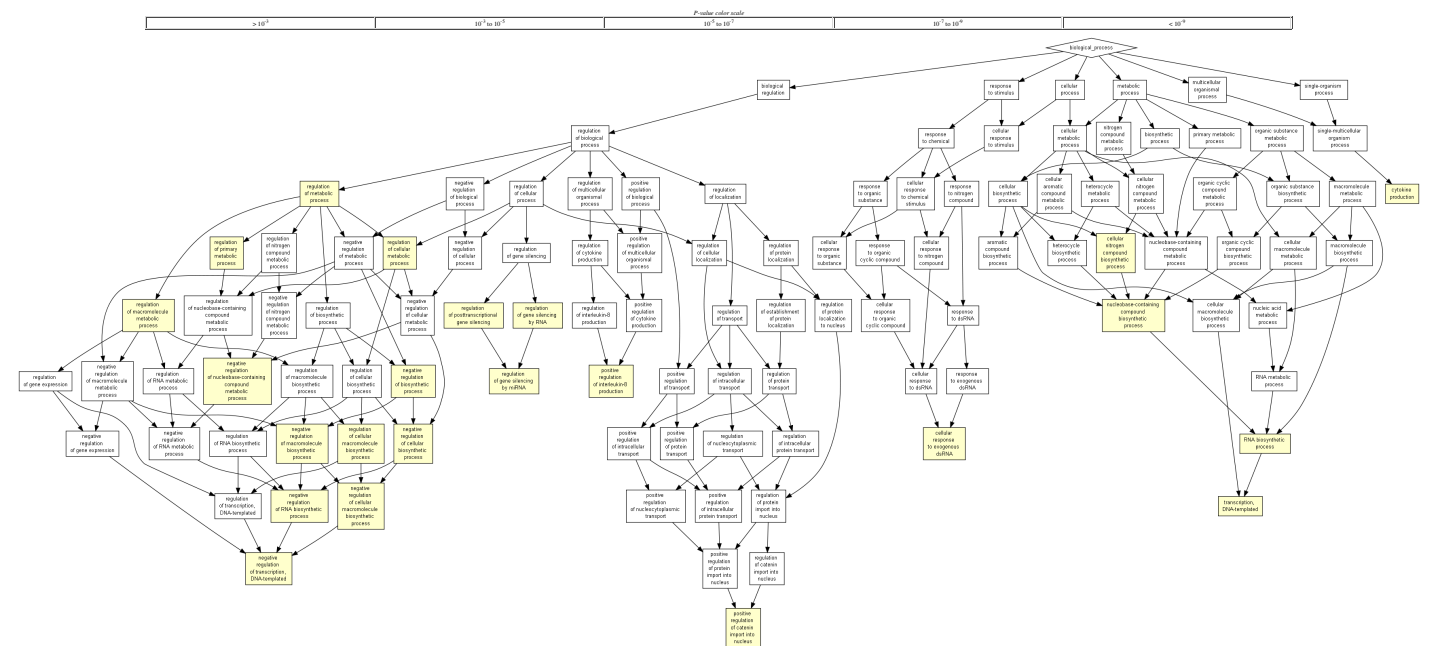 P-value color scale
> 10⁻³
10⁻³ to 10⁻⁵
10⁻⁵ to 10⁻⁷
10⁻⁷ to 10⁻⁹
< 10⁻⁹
biological_process
biological
regulation
response
to stimulus
cellular
process
metabolic
process
multicellular
organismal
process
single-organism
process
regulation
of biological
process
response
to chemical
cellular
response
to stimulus
cellular
metabolic
process
nitrogen
compound
metabolic
process
biosynthetic
process
primary metabolic
process
organic substance
metabolic
process
single-multicellular
organism
process
regulation
of metabolic
process
negative
regulation
of biological
process
regulation
of cellular
process
regulation
of multicellular
organismal
process
positive
regulation
of biological
process
regulation
of localization
response
to organic
substance
cellular
response
to chemical
stimulus
response
to nitrogen
compound
cellular
biosynthetic
process
cellular
aromatic
compound
metabolic
process
heterocycle
metabolic
process
cellular
nitrogen
compound
metabolic
process
organic cyclic
compound
metabolic
process
organic substance
biosynthetic
process
macromolecule
metabolic
process
cytokine
production
regulation
of primary
metabolic
process
regulation
of nitrogen
compound
metabolic
process
negative
regulation
of metabolic
process
regulation
of cellular
metabolic
process
negative
regulation
of cellular
process
regulation
of gene silencing
regulation
of cytokine
production
positive
regulation
of multicellular
organismal
process
regulation
of cellular
localization
regulation
of protein
localization
cellular
response
to organic
substance
response
to organic
cyclic compound
cellular
response
to nitrogen
compound
aromatic
compound
biosynthetic
process
heterocycle
biosynthetic
process
cellular
nitrogen
compound
biosynthetic
process
nucleobase-containing
compound
metabolic
process
organic cyclic
compound
biosynthetic
process
cellular
macromolecule
metabolic
process
macromolecule
biosynthetic
process
regulation
of macromolecule
metabolic
process
regulation
of nucleobase-containing
compound
metabolic
process
negative
regulation
of nitrogen
compound
metabolic
process
regulation
of biosynthetic
process
negative
regulation
of cellular
metabolic
process
regulation
of posttranscriptional
gene silencing
regulation
of gene silencing
by RNA
regulation
of interleukin-8
production
positive
regulation
of cytokine
production
regulation
of transport
regulation
of establishment
of protein
localization
regulation
of protein
localization
to nucleus
cellular
response
to organic
cyclic compound
response
to dsRNA
nucleobase-containing
compound
biosynthetic
process
cellular
macromolecule
biosynthetic
process
nucleic acid
metabolic
process
regulation
of gene expression
negative
regulation
of macromolecule
metabolic
process
regulation
of RNA metabolic
process
negative
regulation
of nucleobase-containing
compound
metabolic
process
regulation
of macromolecule
biosynthetic
process
regulation
of cellular
biosynthetic
process
negative
regulation
of biosynthetic
process
regulation
of gene silencing
by miRNA
positive
regulation
of interleukin-8
production
positive
regulation
of transport
regulation
of intracellular
transport
regulation
of protein
transport
cellular
response
to dsRNA
response
to exogenous
dsRNA
RNA metabolic
process
negative
regulation
of gene expression
negative
regulation
of RNA metabolic
process
regulation
of RNA biosynthetic
process
negative
regulation
of macromolecule
biosynthetic
process
regulation
of cellular
macromolecule
biosynthetic
process
negative
regulation
of cellular
biosynthetic
process
positive
regulation
of intracellular
transport
positive
regulation
of protein
transport
regulation
of nucleocytoplasmic
transport
regulation
of intracellular
protein transport
cellular
response
to exogenous
dsRNA
RNA biosynthetic
process
regulation
of transcription,
DNA-templated
negative
regulation
of RNA biosynthetic
process
negative
regulation
of cellular
macromolecule
biosynthetic
process
positive
regulation
of nucleocytoplasmic
transport
positive
regulation
of intracellular
protein transport
regulation
of protein
import into
nucleus
transcription,
DNA-templated
negative
regulation
of transcription,
DNA-templated
positive
regulation
of protein
import into
nucleus
regulation
of catenin
import into
nucleus
positive
regulation
of catenin
import into
nucleus